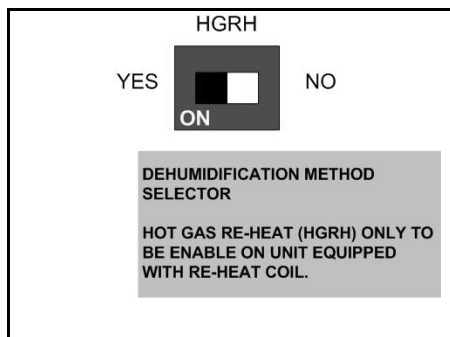 HGRH
YES
NO
ON
DEHUMIDIFICATION METHOD
SELECTOR
HOT GAS RE-HEAT (HGRH) ONLY TO
BE ENABLE ON UNIT EQUIPPED
WITH RE-HEAT COIL.